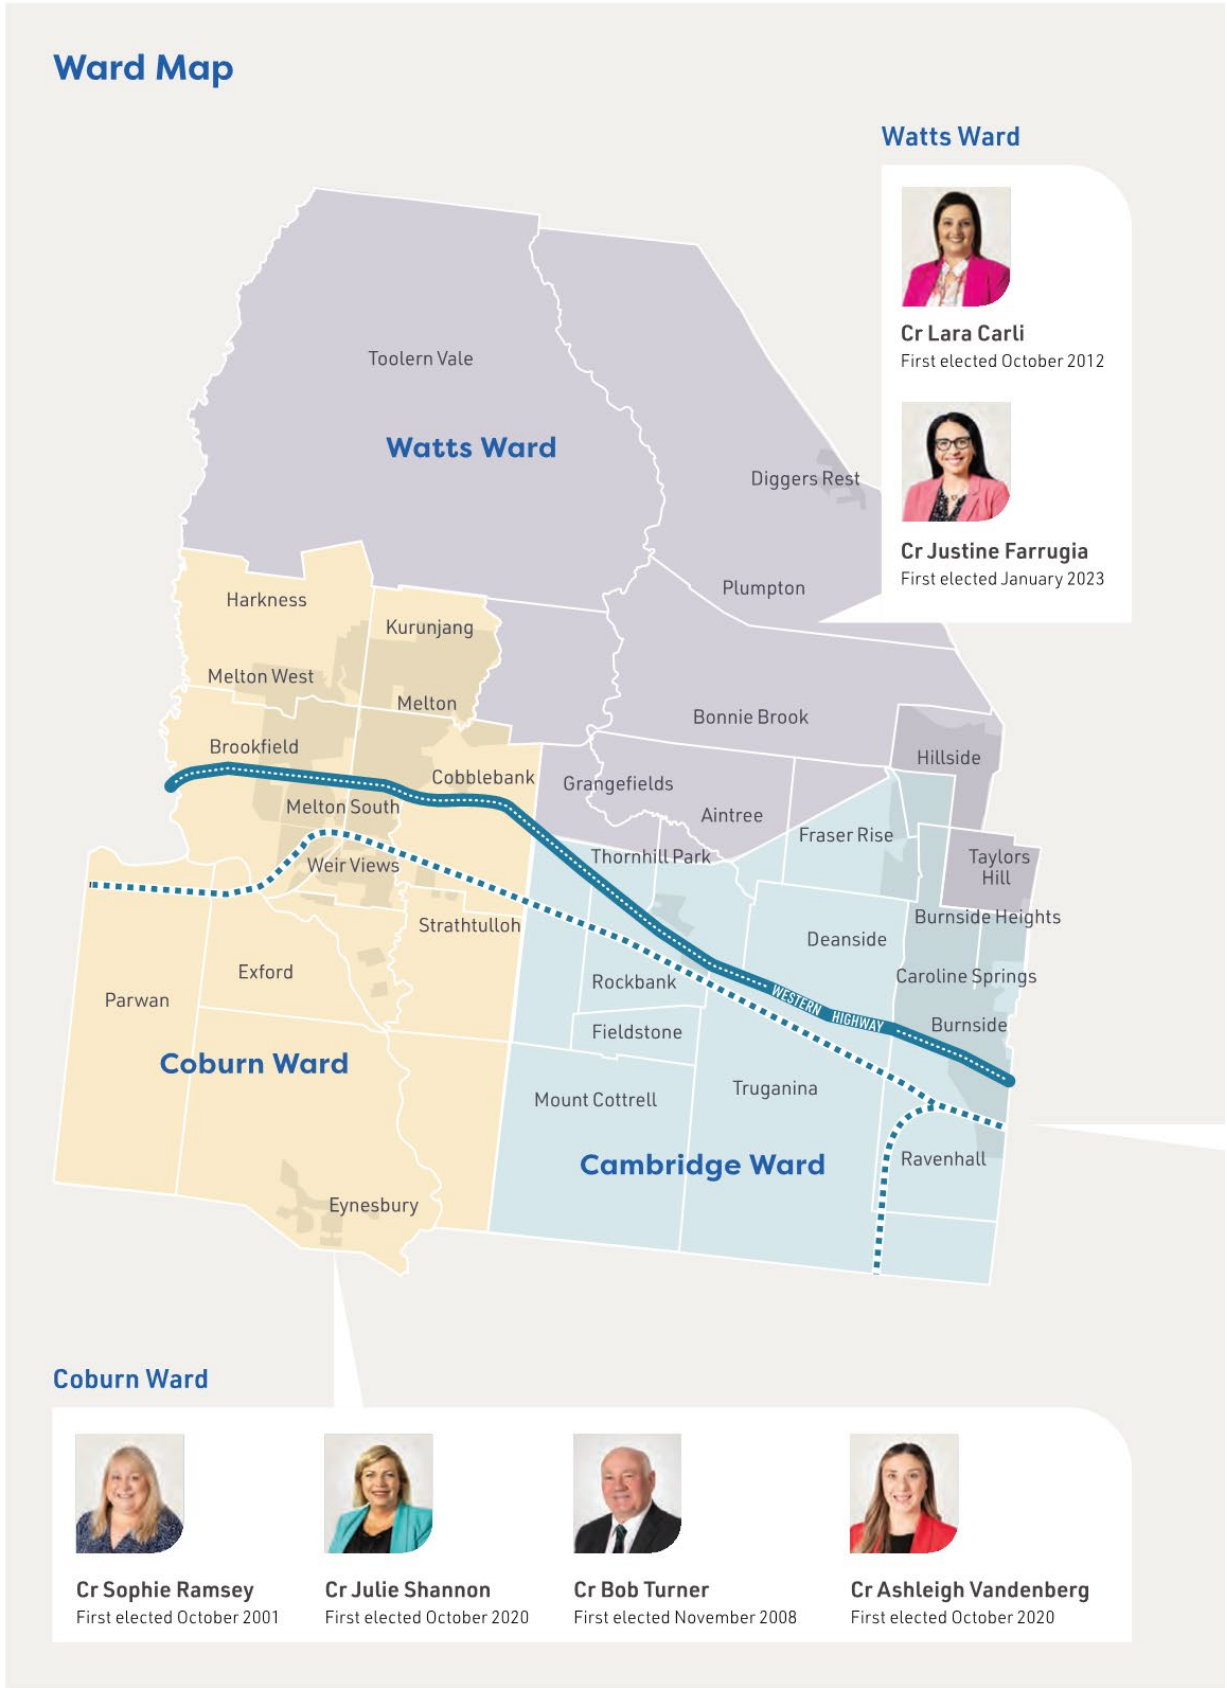 Ward Map
Watts Ward
Cr Lara Carli
First elected October 2012
Cr Justine Farrugia
First elected January 2023
Toolern Vale
Watts Ward
Diggers Rest
Plumpton
Harkness
Kurunjang
Melton West
Melton
Bonnie Brook
Brookfield
Hillside
Cobblebank
Grangefields
Melton South
Aintree
Fraser Rise
Thornhill Park
Taylors
Hill
Weir Views
Burnside Heights
Strathtulloh
Deanside
Exford
Rockbank
Caroline Springs
Parwan
WESTERN HIGHWAY
Fieldstone
Burnside
Coburn Ward
Mount Cottrell
Truganina
Cambridge Ward
Ravenhall
Eynesbury
Coburn Ward
Cr Sophie Ramsey
First elected October 2001
Cr Julie Shannon
First elected October 2020
Cr Bob Turner
First elected November 2008
Cr Ashleigh Vandenberg
First elected October 2020